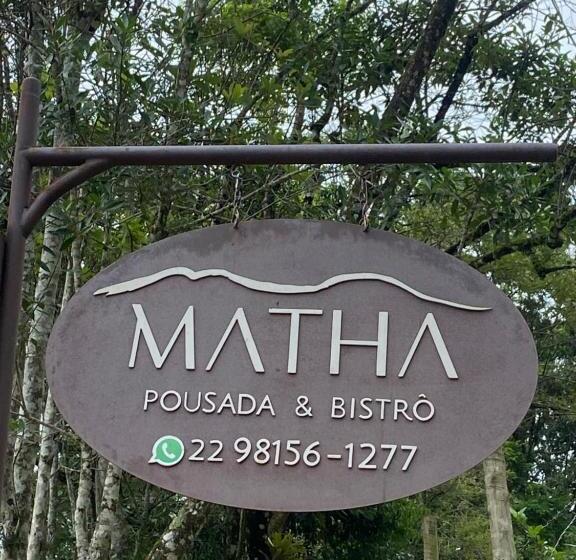 MATHA
POUSADA & BISTRÔ
22 98156-1277